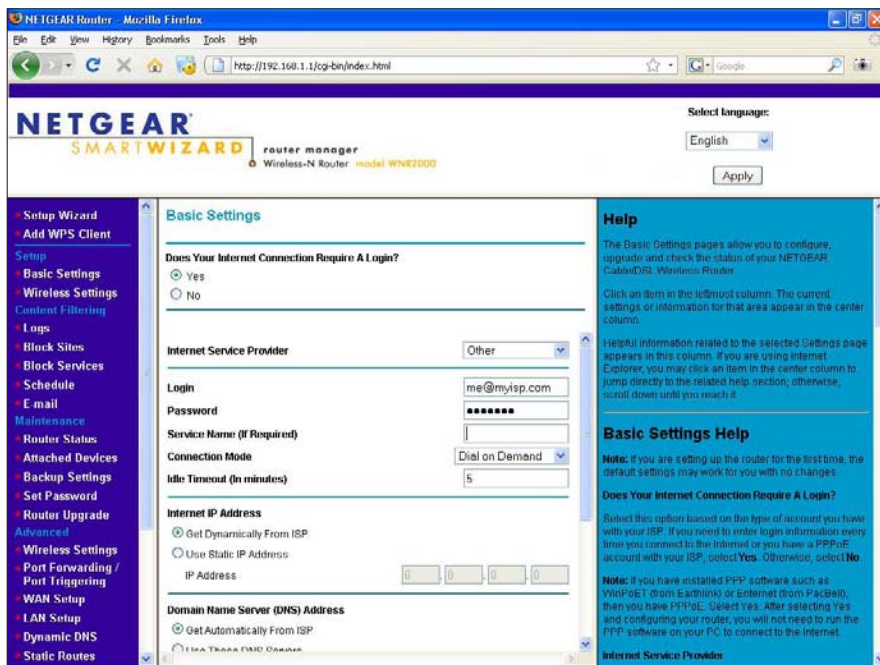 NETGEAR Router - Mozilla Firefox
File Edit View History Bookmarks Tools Help
http://192.168.1.1/cgi-bin/index.html
G Google
NETGEAR
SMARTWIZARD
router manager
Wireless-N Router model WNR2000
Select language:
English
Apply
Setup Wizard
Add WPS Client
Setup
Basic Settings
Wireless Settings
Content Filtering
Logs
Block Sites
Block Services
Schedule
E-mail
Maintenance
Router Status
Attached Devices
Backup Settings
Set Password
Router Upgrade
Advanced
Wireless Settings
Port Forwarding /
Port Triggering
WAN Setup
LAN Setup
Dynamic DNS
Static Routes
Basic Settings
Does Your Internet Connection Require A Login?
Yes
No
Internet Service Provider Other
Login me@myisp.com
Password
Service Name (If Required)
Connection Mode Dial on Demand
Idle Timeout (In minutes) 5
Internet IP Address
Get Dynamically From ISP
Use Static IP Address
IP Address 0 . 0 . 0 . 0
Domain Name Server (DNS) Address
Get Automatically From ISP
Use These DNS Servers
Help
The Basic Settings pages allow you to configure,
upgrade and check the status of your NETGEAR
Cable/DSL Wireless Router.
Click an item in the leftmost column. The current
settings or information for that area appear in the center
column.
Helpful information related to the selected Settings page
appears in this column. If you are using Internet
Explorer, you may click an item in the center column to
jump directly to the related help section; otherwise,
scroll down until you reach it.
Basic Settings Help
Note: If you are setting up the router for the first time, the
default settings may work for you with no changes.
Does Your Internet Connection Require A Login?
Select this option based on the type of account you have
with your ISP. If you need to enter login information every
time you connect to the Internet or you have a PPPoE
account with your ISP, select Yes. Otherwise, select No.
Note: If you have installed PPP software such as
WinPoET (from Earthlink) or Enternet (from PacBell),
then you have PPPoE. Select Yes. After selecting Yes
and configuring your router, you will not need to run the
PPP software on your PC to connect to the Internet.
Internet Service Provider